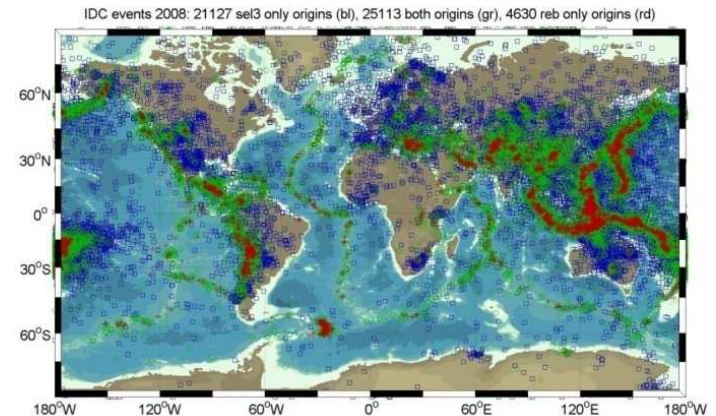 IDC events 2008: 21127 sel3 only origins (bl), 25113 both origins (gr), 4630 reb only origins (rd)
60°N
30°N
0°
30°S
60°S
180°W 120°W 60°W 0° 60°E 120°E 180°W